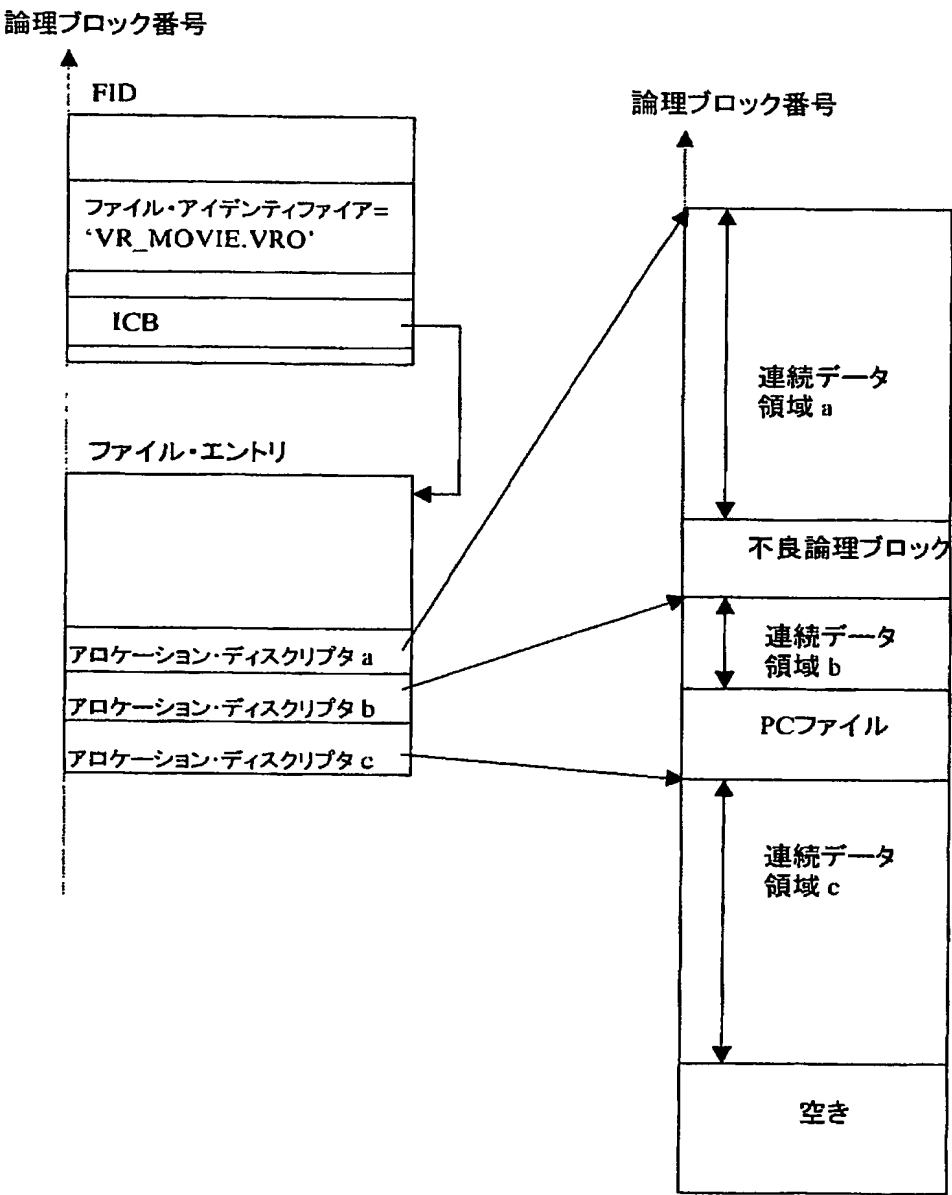 論理ブロック番号
FID
ファイル・アイデンティファイア=
‘VR_MOVIE.VRO’
ICB
ファイル・エントリ
アロケーション・ディスクリプタ a
アロケーション・ディスクリプタ b
アロケーション・ディスクリプタ c
論理ブロック番号
連続データ
領域 a
不良論理ブロック
連続データ
領域 b
PCファイル
連続データ
領域 c
空き